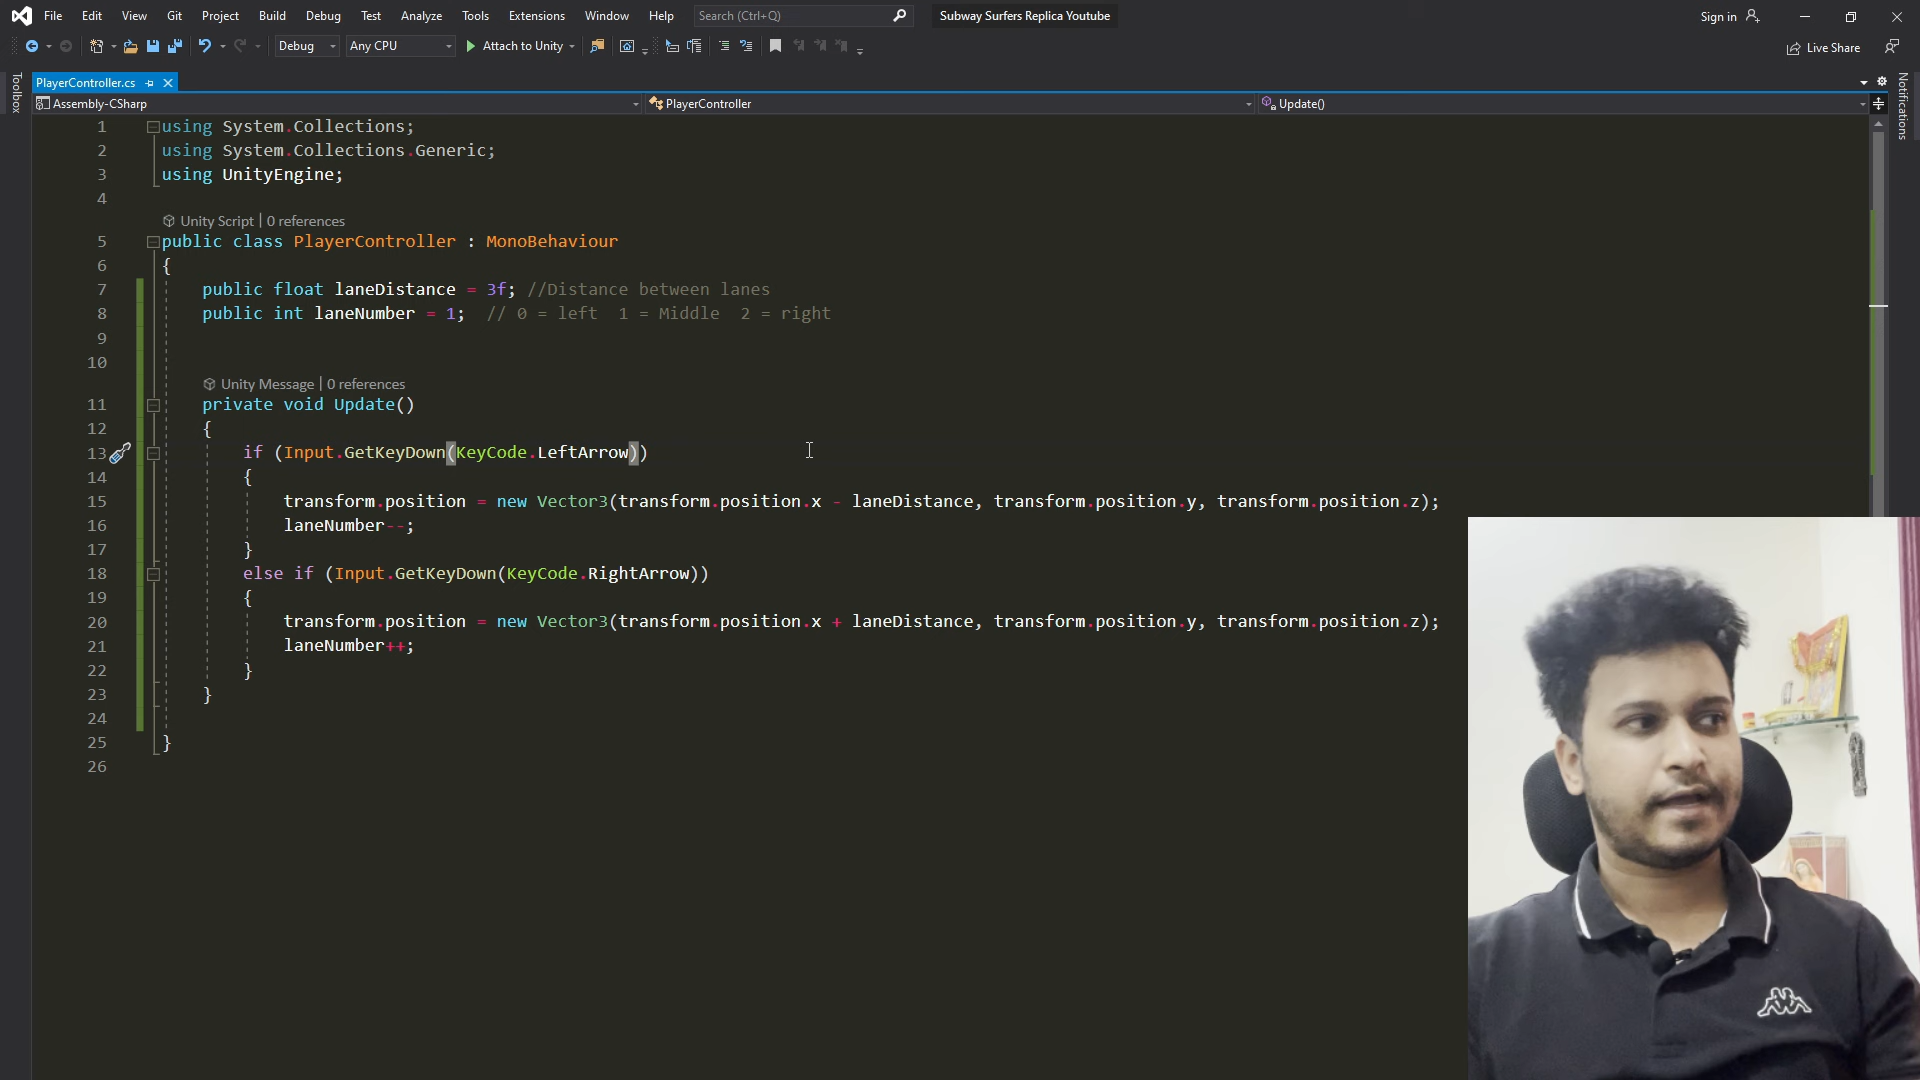 File Edit View Git Project Build Debug Test Analyze Tools Extensions Window Help Search (Ctrl+Q) Subway Surfers Replica Youtube Sign in
Debug Any CPU Attach to Unity Live Share
Toolbox
PlayerController.cs
Notifications
Assembly-CSharp PlayerController Update()
1 using System.Collections;
2 using System.Collections.Generic;
3 using UnityEngine;
4
Unity Script | 0 references
5 public class PlayerController : MonoBehaviour
6 {
7 public float laneDistance = 3f; //Distance between lanes
8 public int laneNumber = 1; // 0 = left 1 = Middle 2 = right
9
10
Unity Message | 0 references
11 private void Update()
12 {
13 if (Input.GetKeyDown(KeyCode.LeftArrow))
14 {
15 transform.position = new Vector3(transform.position.x - laneDistance, transform.position.y, transform.position.z);
16 laneNumber--;
17 }
18 else if (Input.GetKeyDown(KeyCode.RightArrow))
19 {
20 transform.position = new Vector3(transform.position.x + laneDistance, transform.position.y, transform.position.z);
21 laneNumber++;
22 }
23 }
24
25 }
26